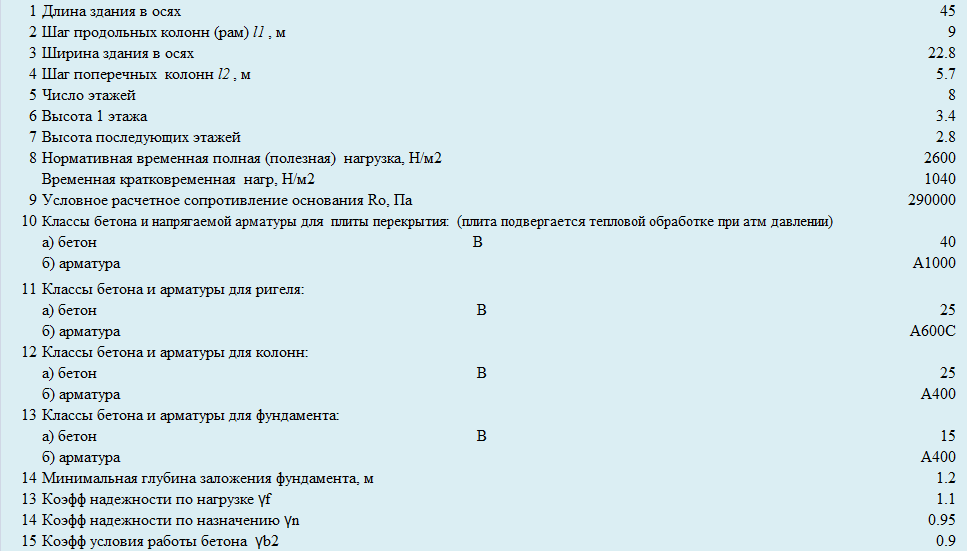 1 Длина здания в осях 45
2 Шаг продольных колонн (рам) l1 , м 9
3 Ширина здания в осях 22.8
4 Шаг поперечных колонн l2 , м 5.7
5 Число этажей 8
6 Высота 1 этажа 3.4
7 Высота последующих этажей 2.8
8 Нормативная временная полная (полезная) нагрузка, Н/м2 2600
Временная кратковременная нагр, Н/м2 1040
9 Условное расчетное сопротивление основания Ro, Па 290000
10 Классы бетона и напрягаемой арматуры для плиты перекрытия: (плита подвергается тепловой обработке при атм давлении)
а) бетон В 40
б) арматура А1000
11 Классы бетона и арматуры для ригеля:
а) бетон В 25
б) арматура А600С
12 Классы бетона и арматуры для колонн:
а) бетон В 25
б) арматура А400
13 Классы бетона и арматуры для фундамента:
а) бетон В 15
б) арматура А400
14 Минимальная глубина заложения фундамента, м 1.2
13 Коэфф надежности по нагрузке γf 1.1
14 Коэфф надежности по назначению γn 0.95
15 Коэфф условия работы бетона γb2 0.9